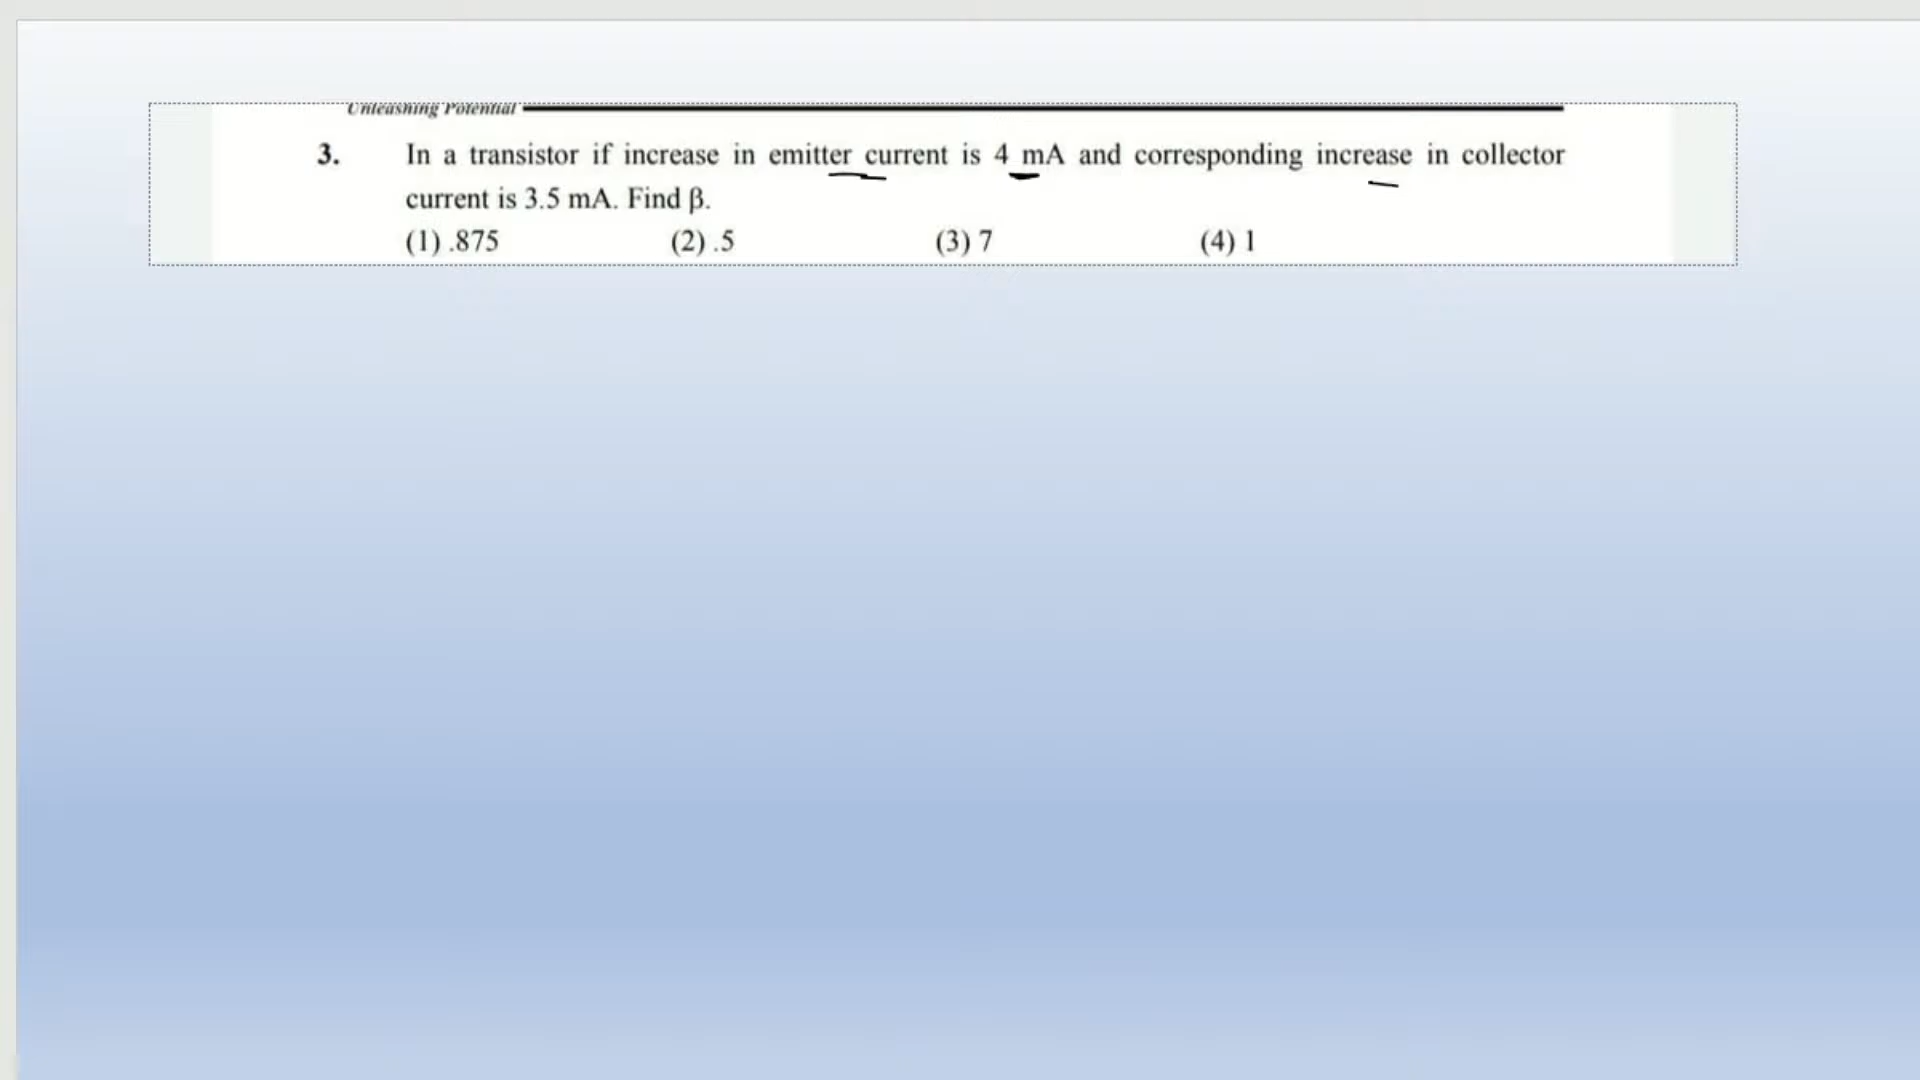 Unleashing Potential
3. In a transistor if increase in emitter current is 4 mA and corresponding increase in collector
current is 3.5 mA. Find β.
(1) .875 (2) .5 (3) 7 (4) 1